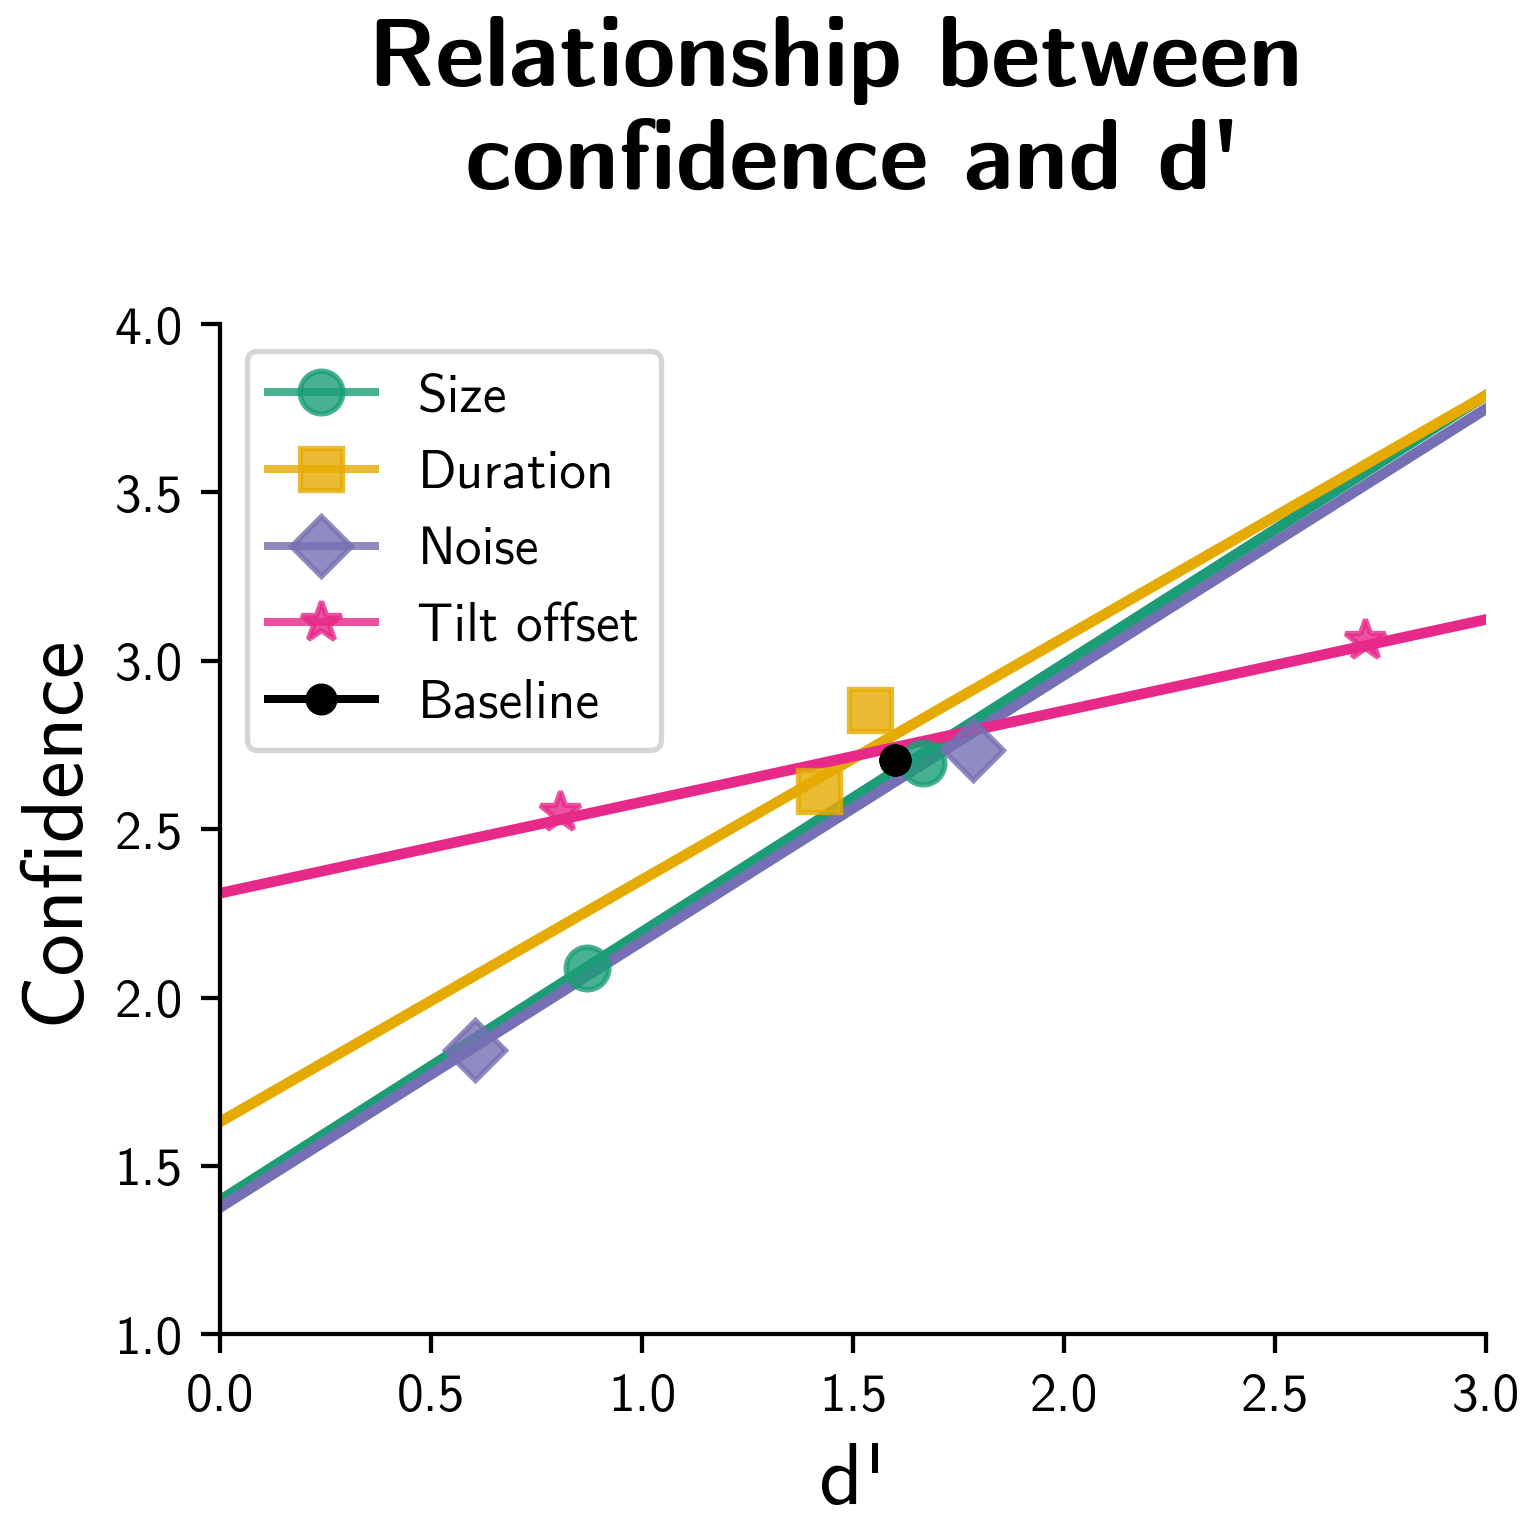 Relationship between
confidence and d'
4.0
3.5
3.0
2.5
2.0
1.5
1.0
Confidence
Size
Duration
Noise
Tilt offset
Baseline
0.0 0.5 1.0 1.5 2.0 2.5 3.0
d'